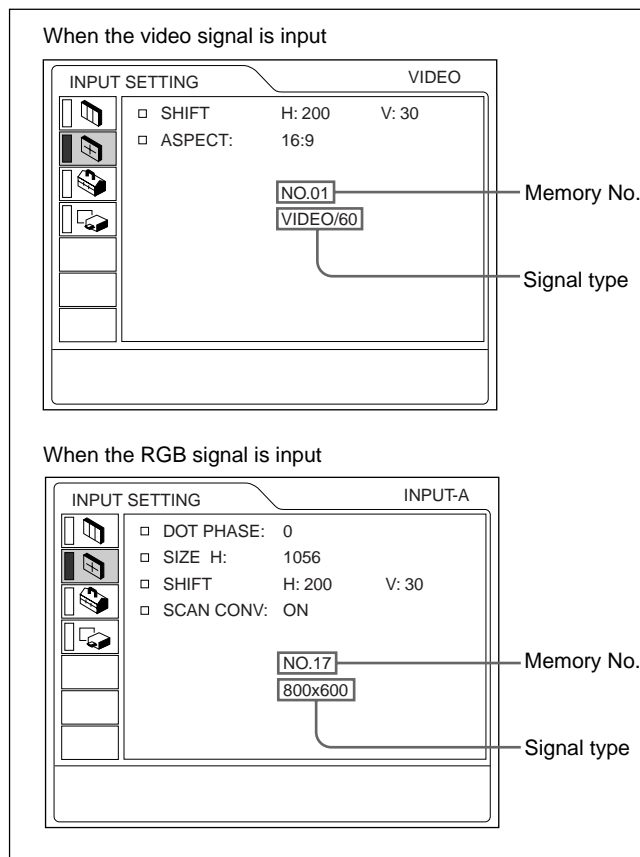 When the video signal is input
INPUT SETTING VIDEO
SHIFT H: 200 V: 30
ASPECT: 16:9
NO.01 Memory No.
VIDEO/60
Signal type
When the RGB signal is input
INPUT SETTING INPUT-A
DOT PHASE: 0
SIZE H: 1056
SHIFT H: 200 V: 30
SCAN CONV: ON
NO.17 Memory No.
800x600
Signal type